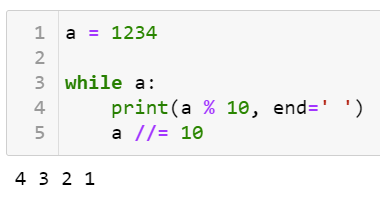 1 a = 1234
2
3 while a:
4     print(a % 10, end=' ')
5     a //= 10
4 3 2 1